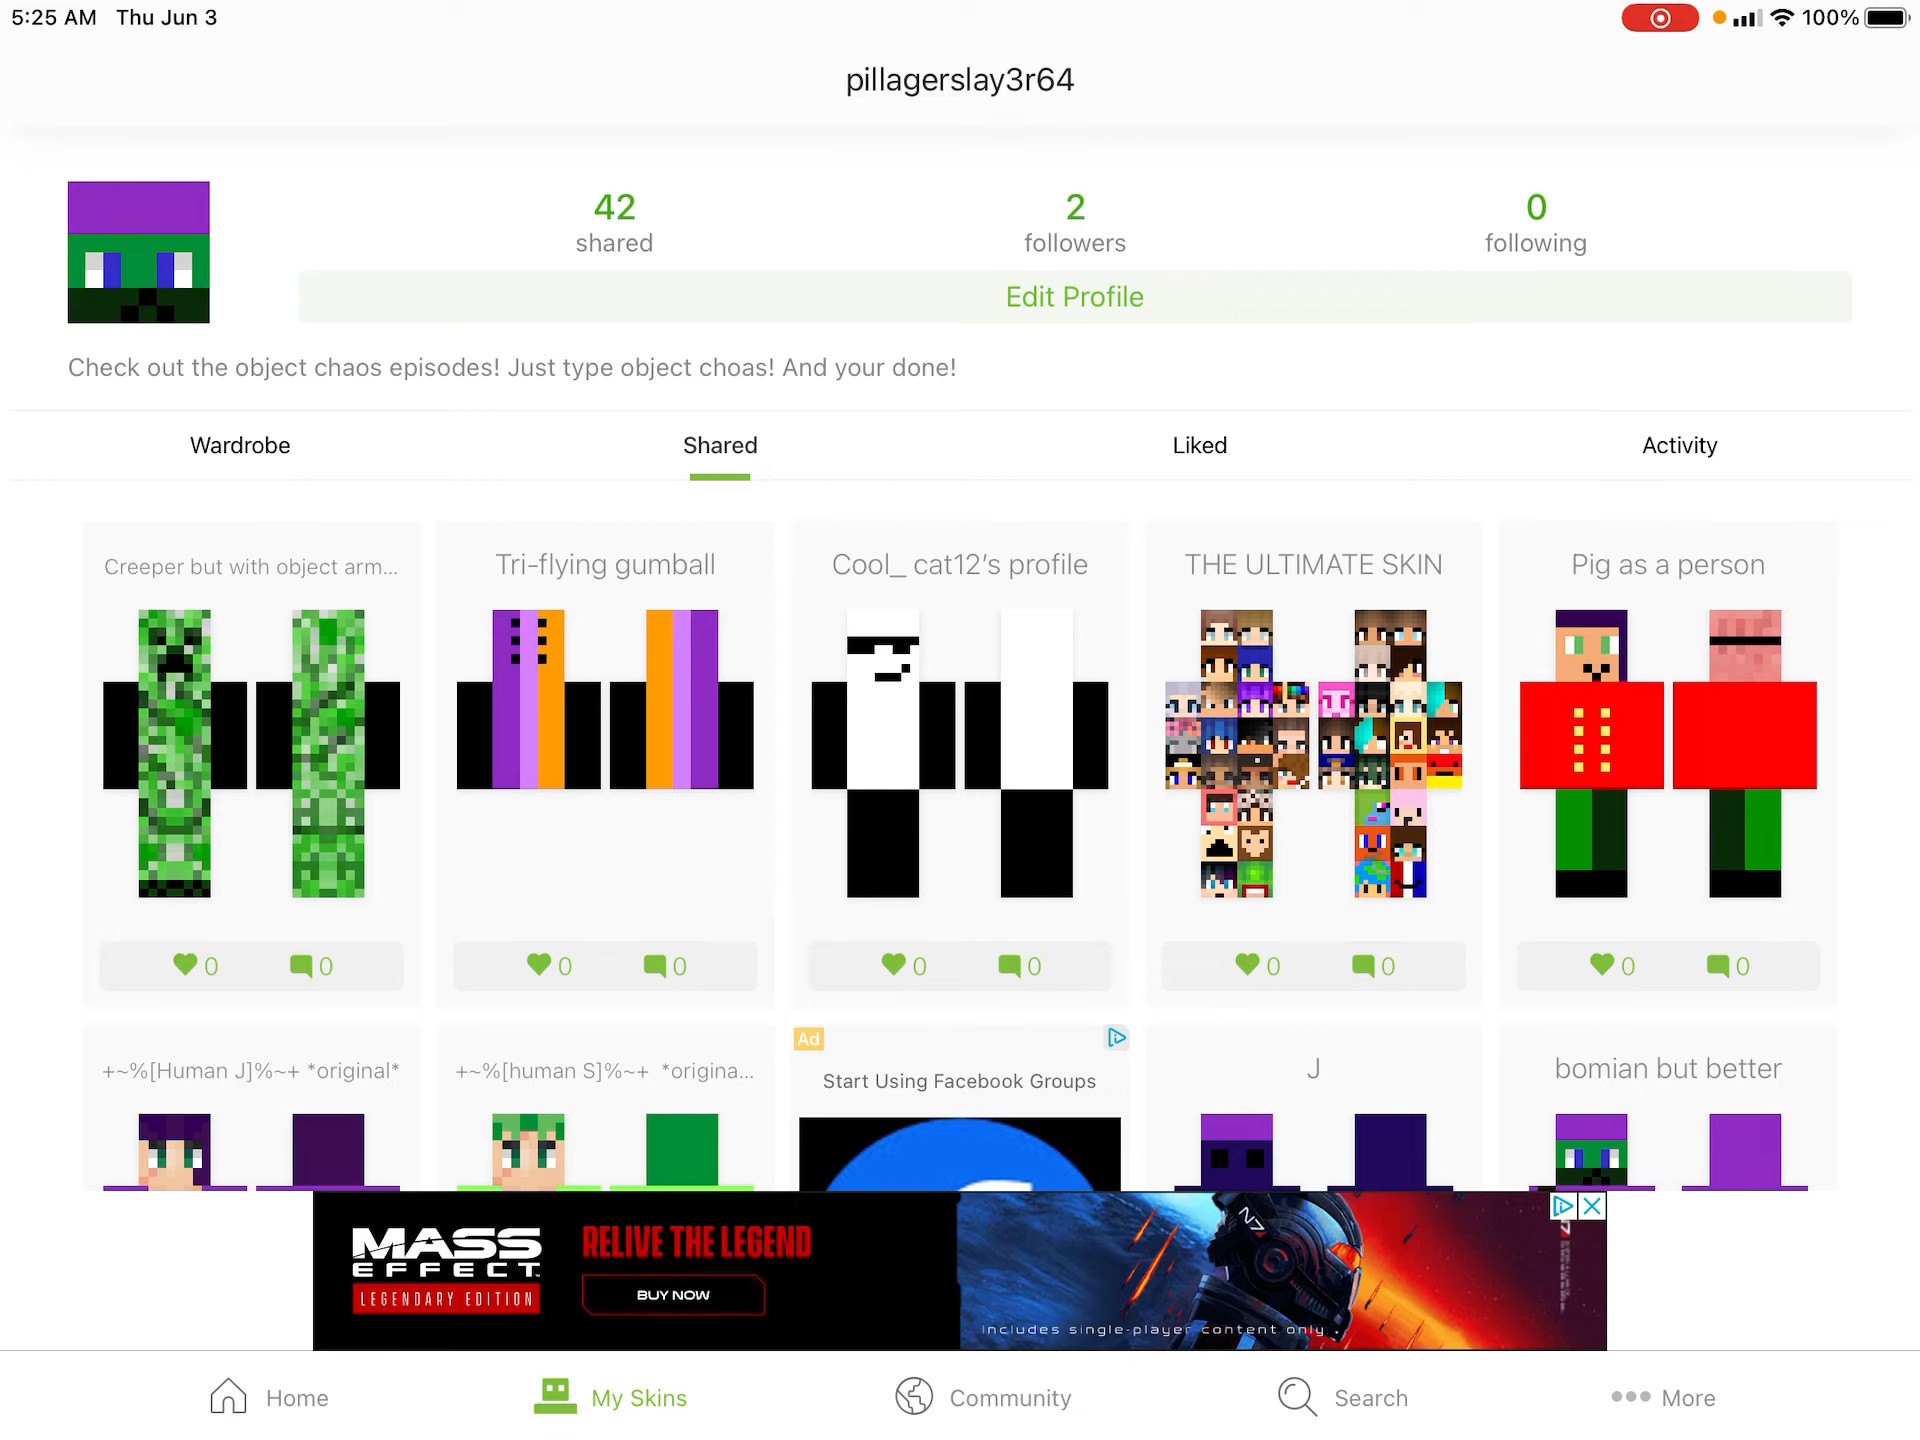 5:25 AM Thu Jun 3
100%
pillagerslay3r64
42
shared
2
followers
0
following
Edit Profile
Check out the object chaos episodes! Just type object choas! And your done!
Wardrobe
Shared
Liked
Activity
Creeper but with object arm...
Tri-flying gumball
Cool_ cat12’s profile
THE ULTIMATE SKIN
Pig as a person
0 0
0 0
0 0
0 0
0 0
+~%[Human J]%~+ *original*
+~%[human S]%~+ *origina...
Ad
Start Using Facebook Groups
J
bomian but better
MASS
EFFECT
LEGENDARY EDITION
RELIVE THE LEGEND
BUY NOW
N7
Includes single-player content only.
Home
My Skins
Community
Search
More